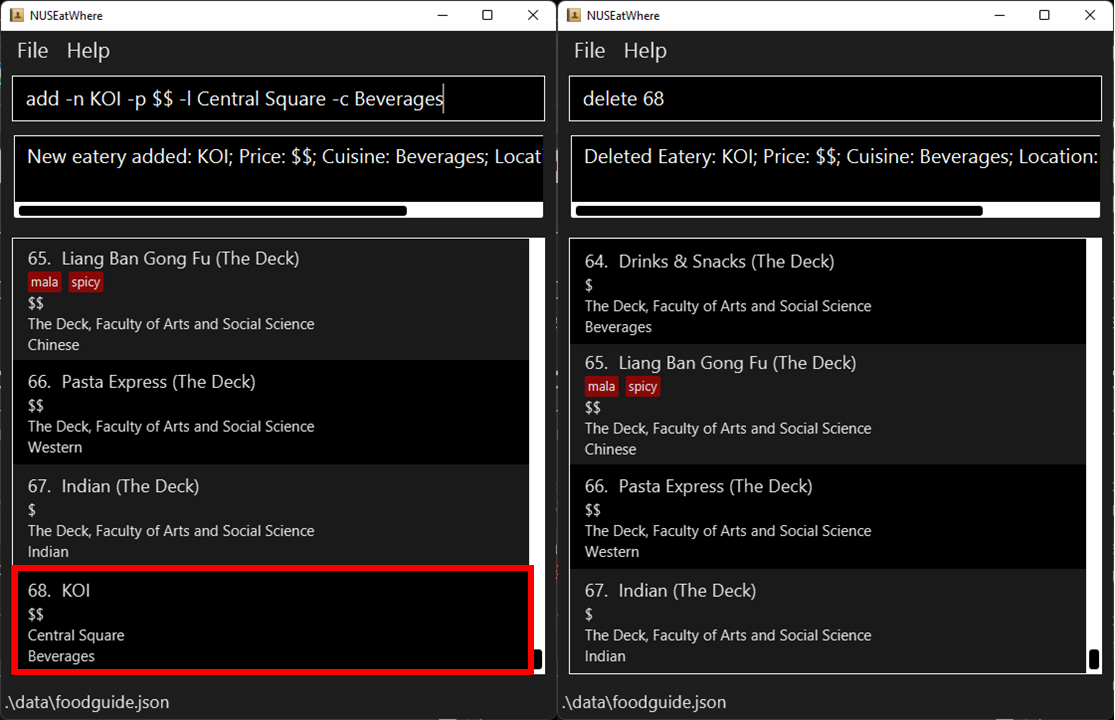 NUSEatWhere
File Help
add -n KOI -p $$ -l Central Square -c Beverages
New eatery added: KOI; Price: $$; Cuisine: Beverages; Locat
65. Liang Ban Gong Fu (The Deck)
mala spicy
$$
The Deck, Faculty of Arts and Social Science
Chinese
66. Pasta Express (The Deck)
$$
The Deck, Faculty of Arts and Social Science
Western
67. Indian (The Deck)
$
The Deck, Faculty of Arts and Social Science
Indian
68. KOI
$$
Central Square
Beverages
.\data\foodguide.json
NUSEatWhere
File Help
delete 68
Deleted Eatery: KOI; Price: $$; Cuisine: Beverages; Location:
64. Drinks & Snacks (The Deck)
$
The Deck, Faculty of Arts and Social Science
Beverages
65. Liang Ban Gong Fu (The Deck)
mala spicy
$$
The Deck, Faculty of Arts and Social Science
Chinese
66. Pasta Express (The Deck)
$$
The Deck, Faculty of Arts and Social Science
Western
67. Indian (The Deck)
$
The Deck, Faculty of Arts and Social Science
Indian
.\data\foodguide.json